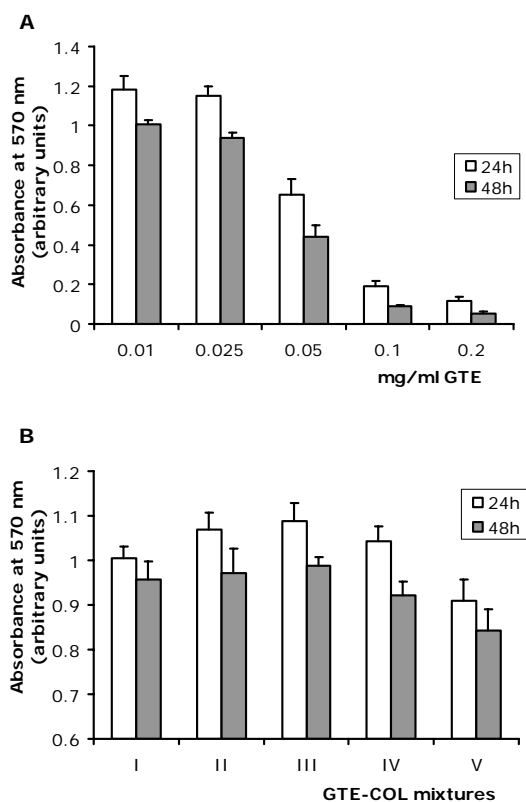 A
Absorbance at 570 nm
(arbitrary units)
1.4
1.2
1
0.8
0.6
0.4
0.2
0
24h
48h
0.01 0.025 0.05 0.1 0.2
mg/ml GTE
B
Absorbance at 570 nm
(arbitrary units)
1.2
1.1
1
0.9
0.8
0.7
0.6
24h
48h
I II III IV V
GTE-COL mixtures